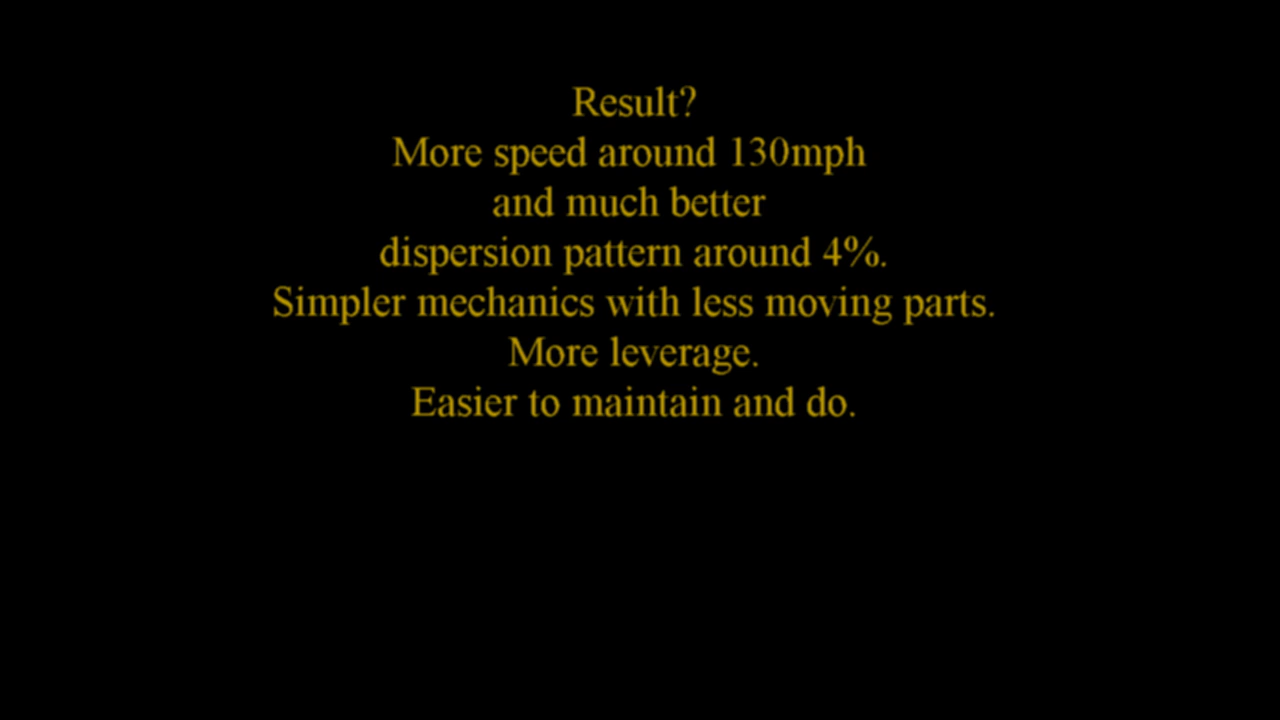 Result?
More speed around 130mph
and much better
dispersion pattern around 4%.
Simpler mechanics with less moving parts.
More leverage.
Easier to maintain and do.